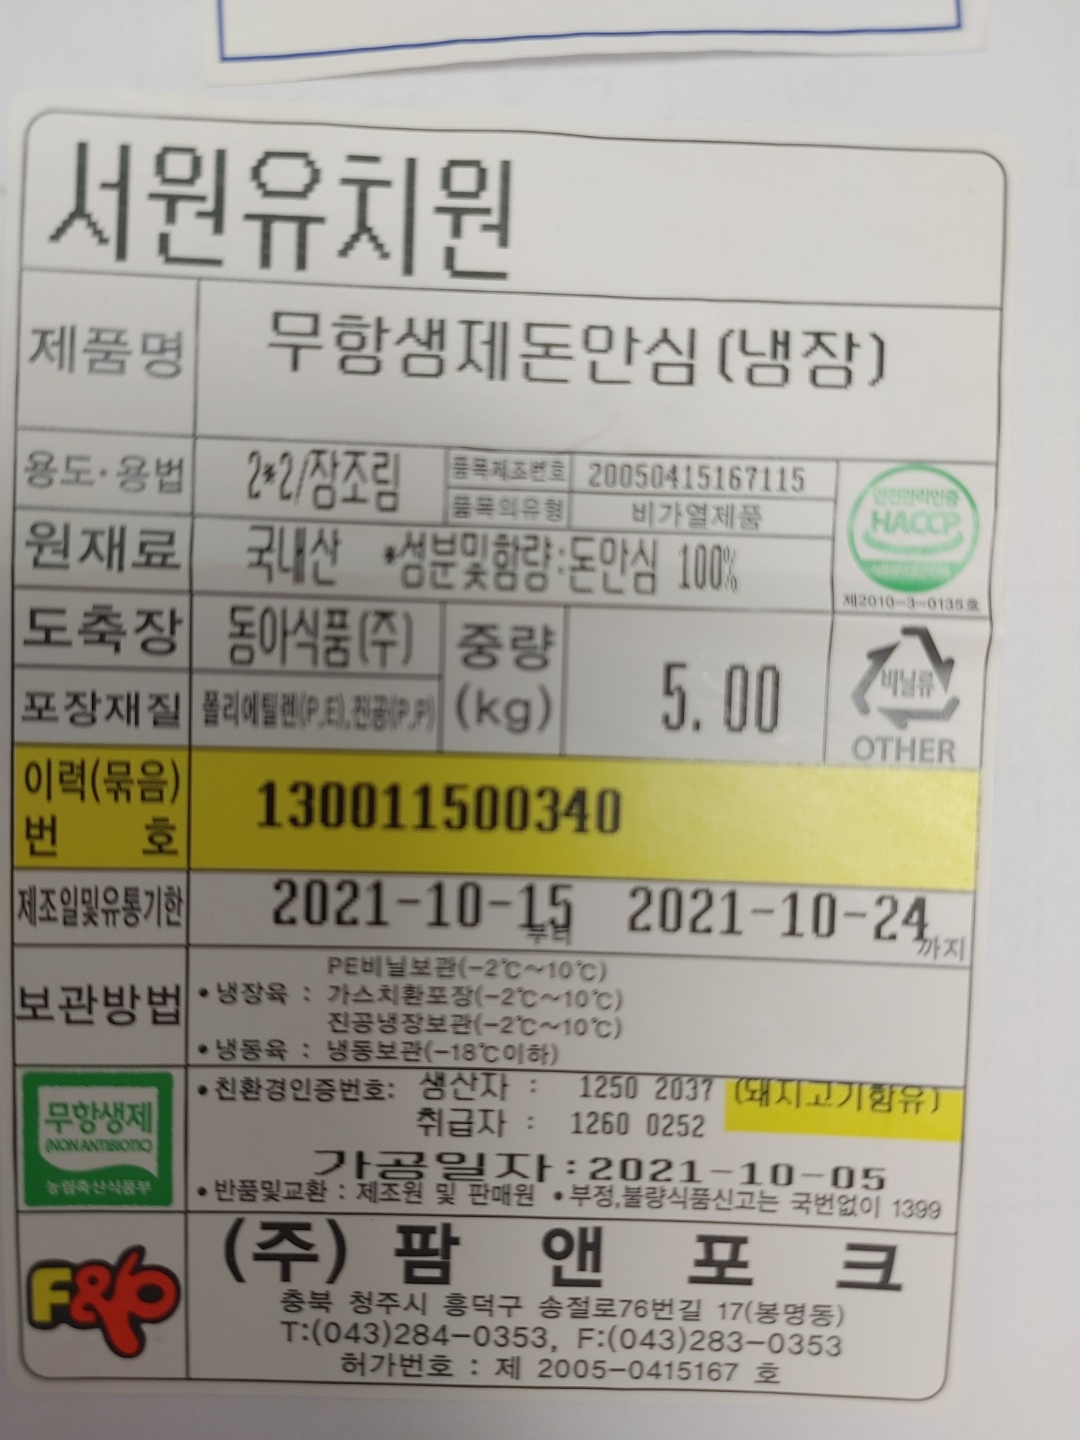 서원유치원
제품명 무항생제돈안심(냉장)
용도·용법 2*2/장조림 품목제조번호 20050415167115
품목의유형 비가열제품
안전관리인증
HACCP
제2010-3-0135호
원재료 국내산 *성분및함량:돈안심 100%
도축장 동아식품(주) 중량(kg) 5.00
포장재질 폴리에틸렌(P,E),진공(P,P)
비닐류
OTHER
이력(묶음)번호 130011500340
제조일및유통기한 2021-10-15부터 2021-10-24까지
보관방법
PE비닐보관(-2℃~10℃)
•냉장육 : 가스치환포장(-2℃~10℃)
진공냉장보관(-2℃~10℃)
•냉동육 : 냉동보관(-18℃이하)
무항생제
(NON ANTIBIOTIC)
농림축산식품부
•친환경인증번호: 생산자 : 1250 2037 (돼지고기함유)
취급자 : 1260 0252
가공일자:2021-10-05
•반품및교환 : 제조원 및 판매원 •부정,불량식품신고는 국번없이 1399
F&P
(주) 팜앤포크
충북 청주시 흥덕구 송절로76번길 17(봉명동)
T:(043)284-0353, F:(043)283-0353
허가번호 : 제 2005-0415167 호